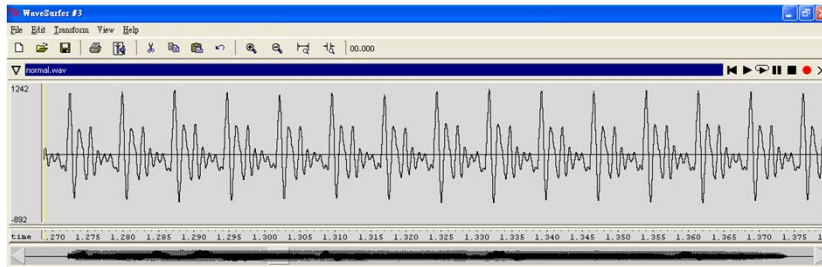 WaveSurfer #3
File Edit Transform View Help
00.000
normal.wav
1242
-892
time 1.270 1.275 1.280 1.285 1.290 1.295 1.300 1.305 1.310 1.315 1.320 1.325 1.330 1.335 1.340 1.345 1.350 1.355 1.360 1.365 1.370 1.375 1